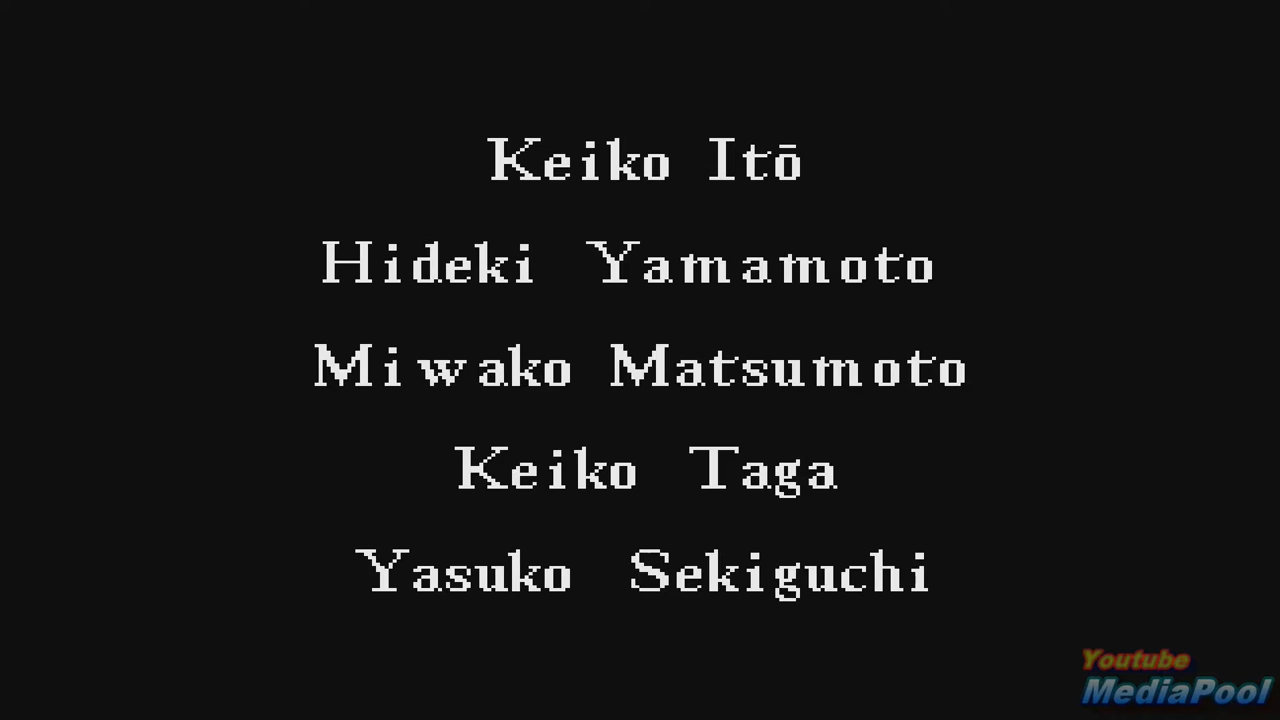 Keiko Itō
Hideki Yamamoto
Miwako Matsumoto
Keiko Taga
Yasuko Sekiguchi
Youtube
MediaPool